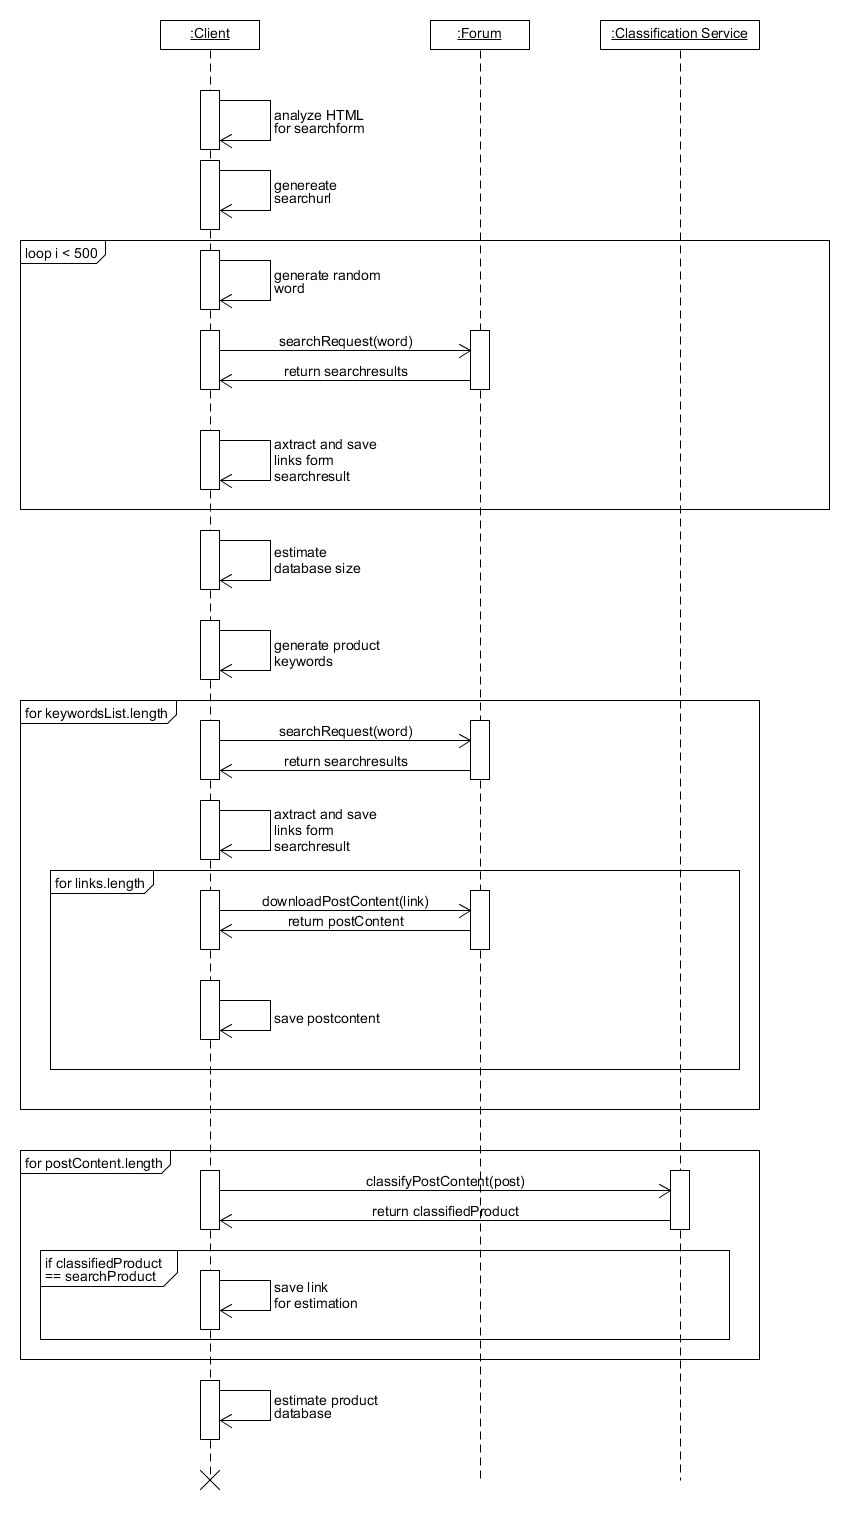 :Client
:Forum
:Classification Service
analyze HTML
for searchform
genereate
searchurl
loop i < 500
generate random
word
searchRequest(word)
return searchresults
axtract and save
links form
searchresult
estimate
database size
generate product
keywords
for keywordsList.length
searchRequest(word)
return searchresults
axtract and save
links form
searchresult
for links.length
downloadPostContent(link)
return postContent
save postcontent
for postContent.length
classifyPostContent(post)
return classifiedProduct
if classifiedProduct
== searchProduct
save link
for estimation
estimate product
database